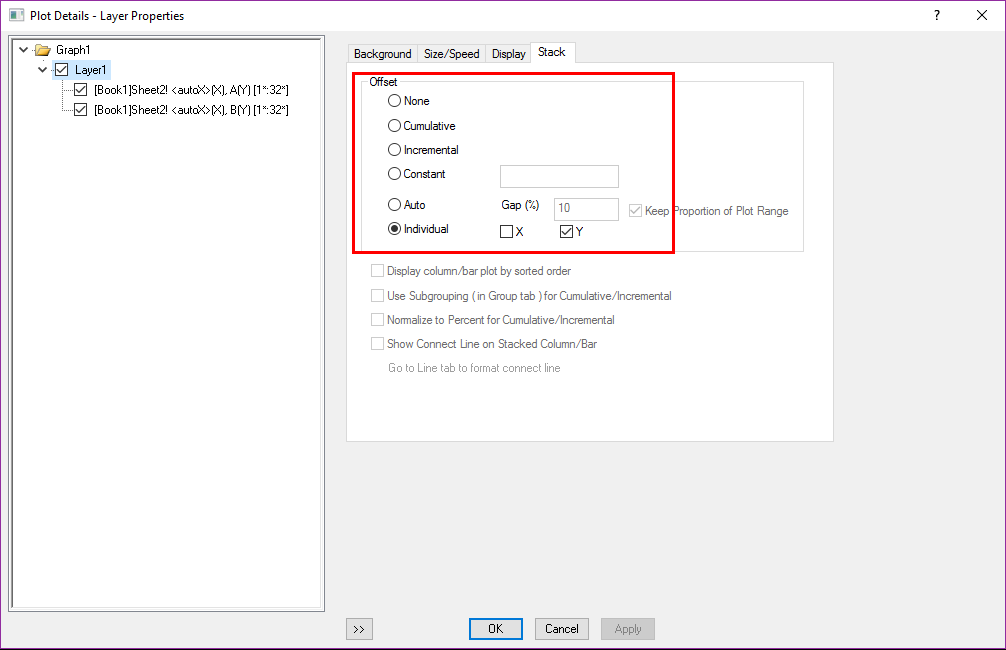 Plot Details - Layer Properties
?
Graph1
Layer1
[Book1]Sheet2! <autoX>(X), A(Y) [1*:32*]
[Book1]Sheet2! <autoX>(X), B(Y) [1*:32*]
Background Size/Speed Display Stack
Offset
None
Cumulative
Incremental
Constant
Auto Gap (%) 10 Keep Proportion of Plot Range
Individual X Y
Display column/bar plot by sorted order
Use Subgrouping ( in Group tab ) for Cumulative/Incremental
Normalize to Percent for Cumulative/Incremental
Show Connect Line on Stacked Column/Bar
Go to Line tab to format connect line
>> OK Cancel Apply